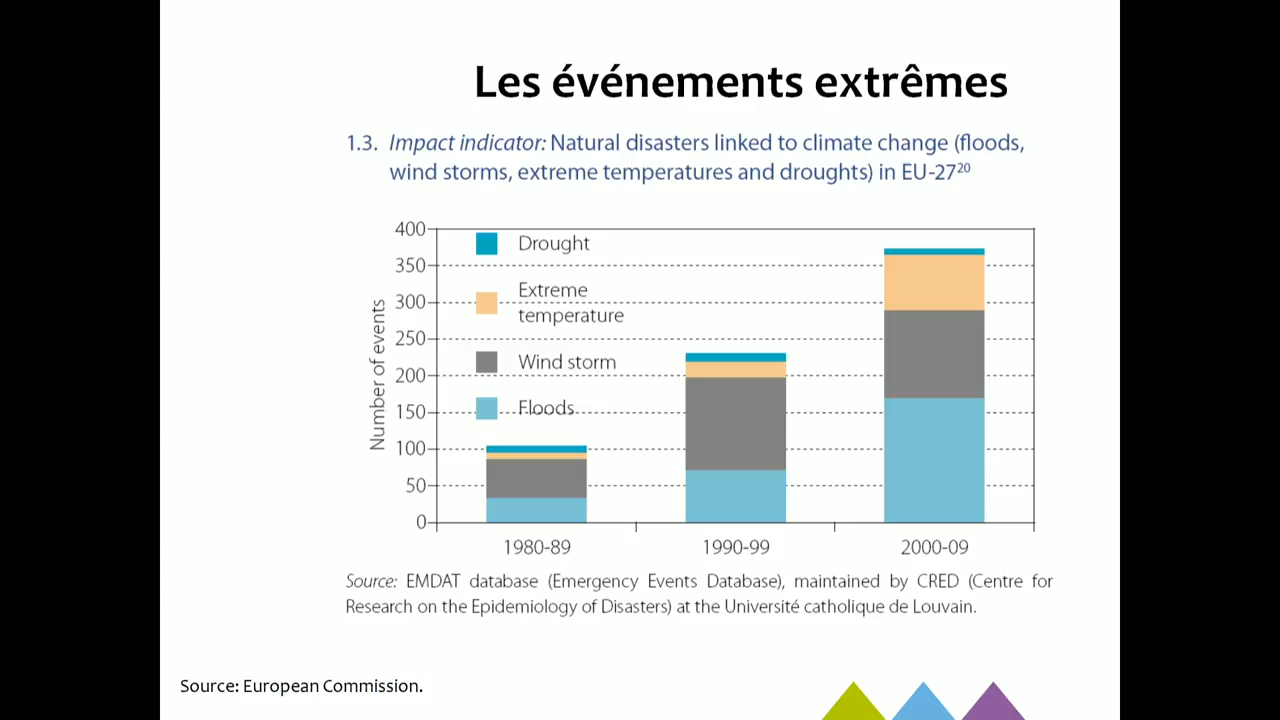 Les événements extrêmes
1.3. Impact indicator: Natural disasters linked to climate change (floods,
wind storms, extreme temperatures and droughts) in EU-27²⁰
400
350
300
250
200
150
100
50
0
Number of events
Drought
Extreme
temperature
Wind storm
Floods
1980-89
1990-99
2000-09
Source: EMDAT database (Emergency Events Database), maintained by CRED (Centre for
Research on the Epidemiology of Disasters) at the Université catholique de Louvain.
Source: European Commission.